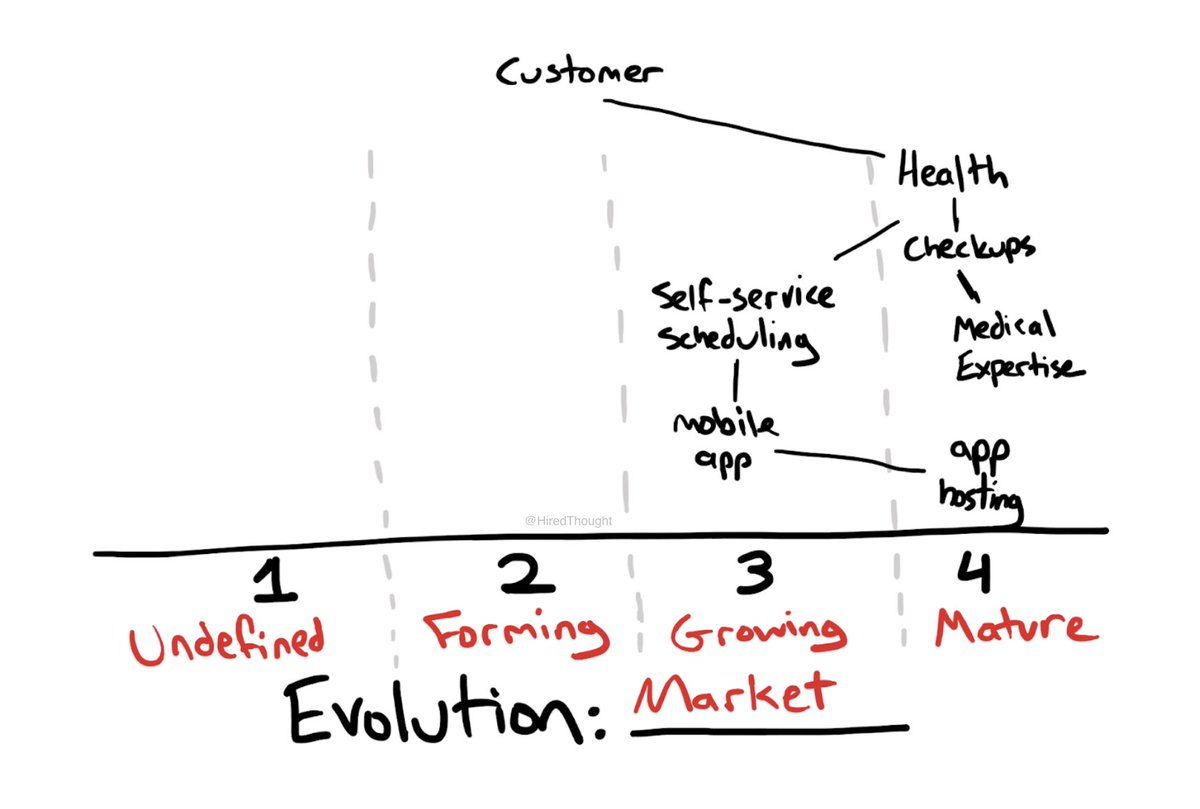 Customer
Health
Checkups
Self-service
scheduling
Medical
Expertise
mobile
app
app
hosting
@HiredThought
1 2 3 4
Undefined Forming Growing Mature
Evolution: Market